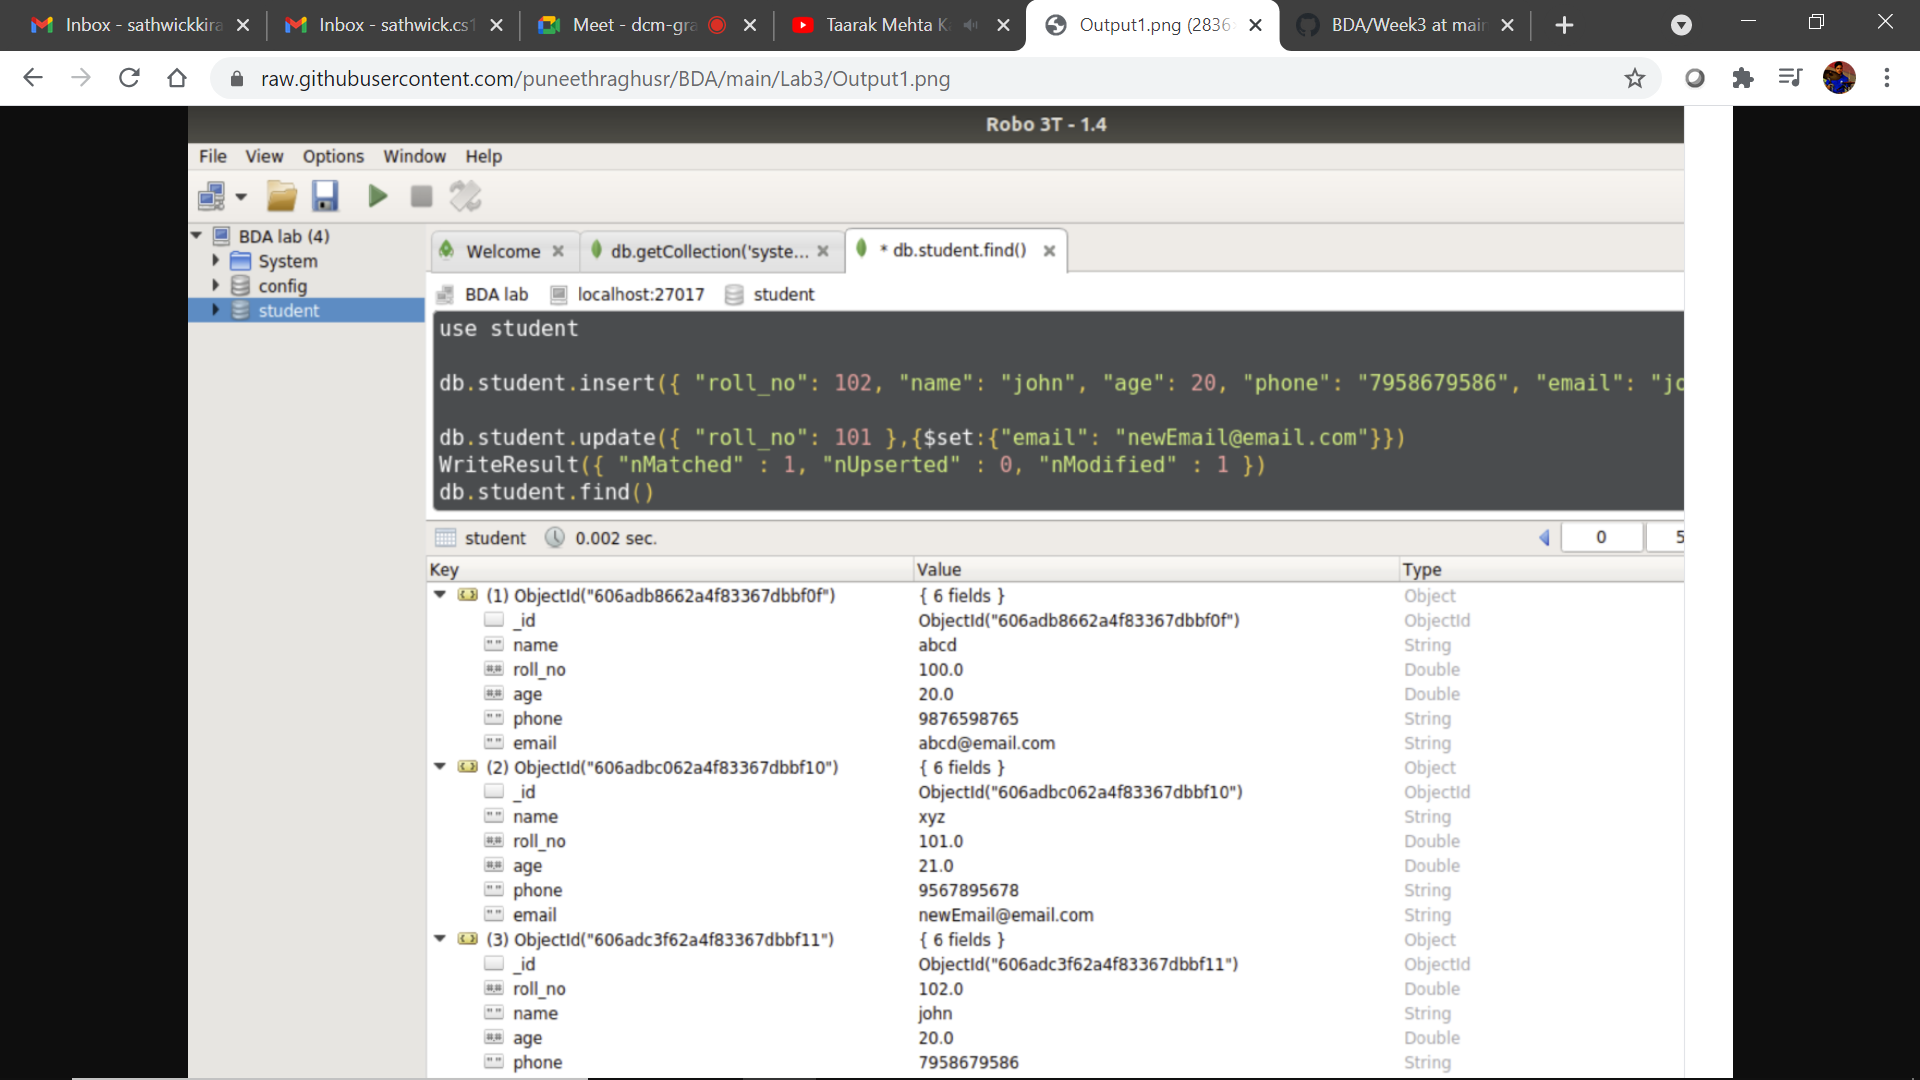 Inbox - sathwickkira
Inbox - sathwick.cs1
Meet - dcm-gra
Taarak Mehta K
Output1.png (2836
BDA/Week3 at main
raw.githubusercontent.com/puneethraghusr/BDA/main/Lab3/Output1.png
Robo 3T - 1.4
File View Options Window Help
BDA lab (4)
System
config
student
Welcome
db.getCollection('syste...
* db.student.find()
BDA lab localhost:27017 student
use student
db.student.insert({ "roll_no": 102, "name": "john", "age": 20, "phone": "7958679586", "email": "jo
db.student.update({ "roll_no": 101 },{$set:{"email": "newEmail@email.com"}})
WriteResult({ "nMatched" : 1, "nUpserted" : 0, "nModified" : 1 })
db.student.find()
student 0.002 sec. 0 5
Key Value Type
(1) ObjectId("606adb8662a4f83367dbbf0f") { 6 fields } Object
_id ObjectId("606adb8662a4f83367dbbf0f") ObjectId
name abcd String
roll_no 100.0 Double
age 20.0 Double
phone 9876598765 String
email abcd@email.com String
(2) ObjectId("606adbc062a4f83367dbbf10") { 6 fields } Object
_id ObjectId("606adbc062a4f83367dbbf10") ObjectId
name xyz String
roll_no 101.0 Double
age 21.0 Double
phone 9567895678 String
email newEmail@email.com String
(3) ObjectId("606adc3f62a4f83367dbbf11") { 6 fields } Object
_id ObjectId("606adc3f62a4f83367dbbf11") ObjectId
roll_no 102.0 Double
name john String
age 20.0 Double
phone 7958679586 String